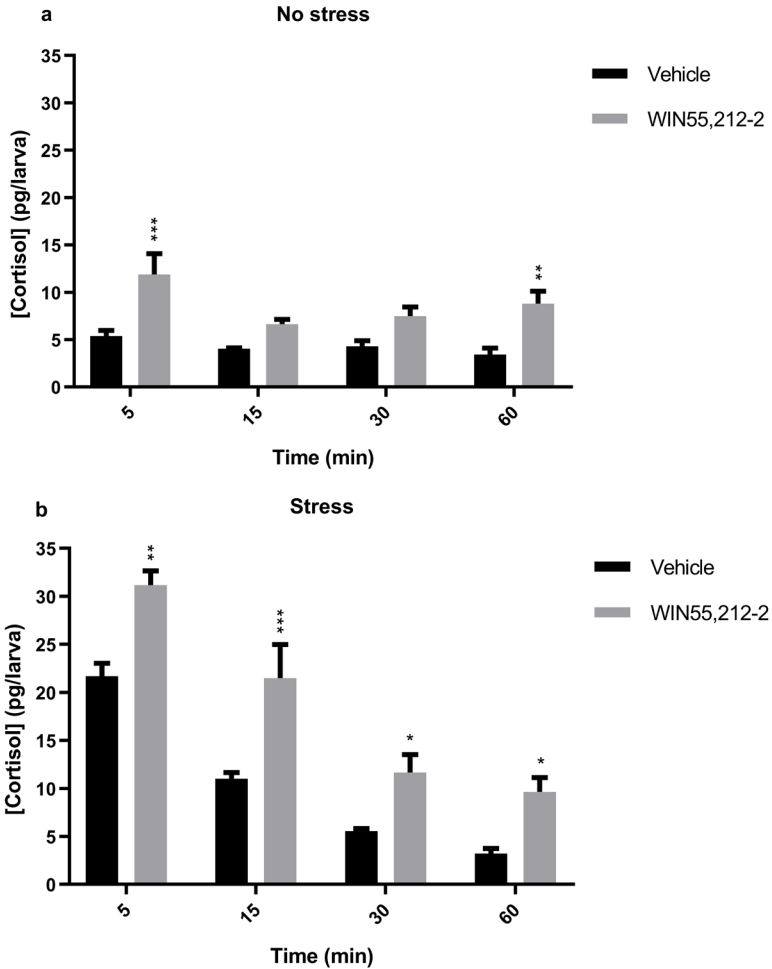 a
No stress
35
30
25
20
15
10
5
0
[Cortisol] (pg/larva)
***
**
5
15
30
60
Time (min)
Vehicle
WIN55,212-2
b
Stress
35
30
25
20
15
10
5
0
[Cortisol] (pg/larva)
**
***
*
*
5
15
30
60
Time (min)
Vehicle
WIN55,212-2